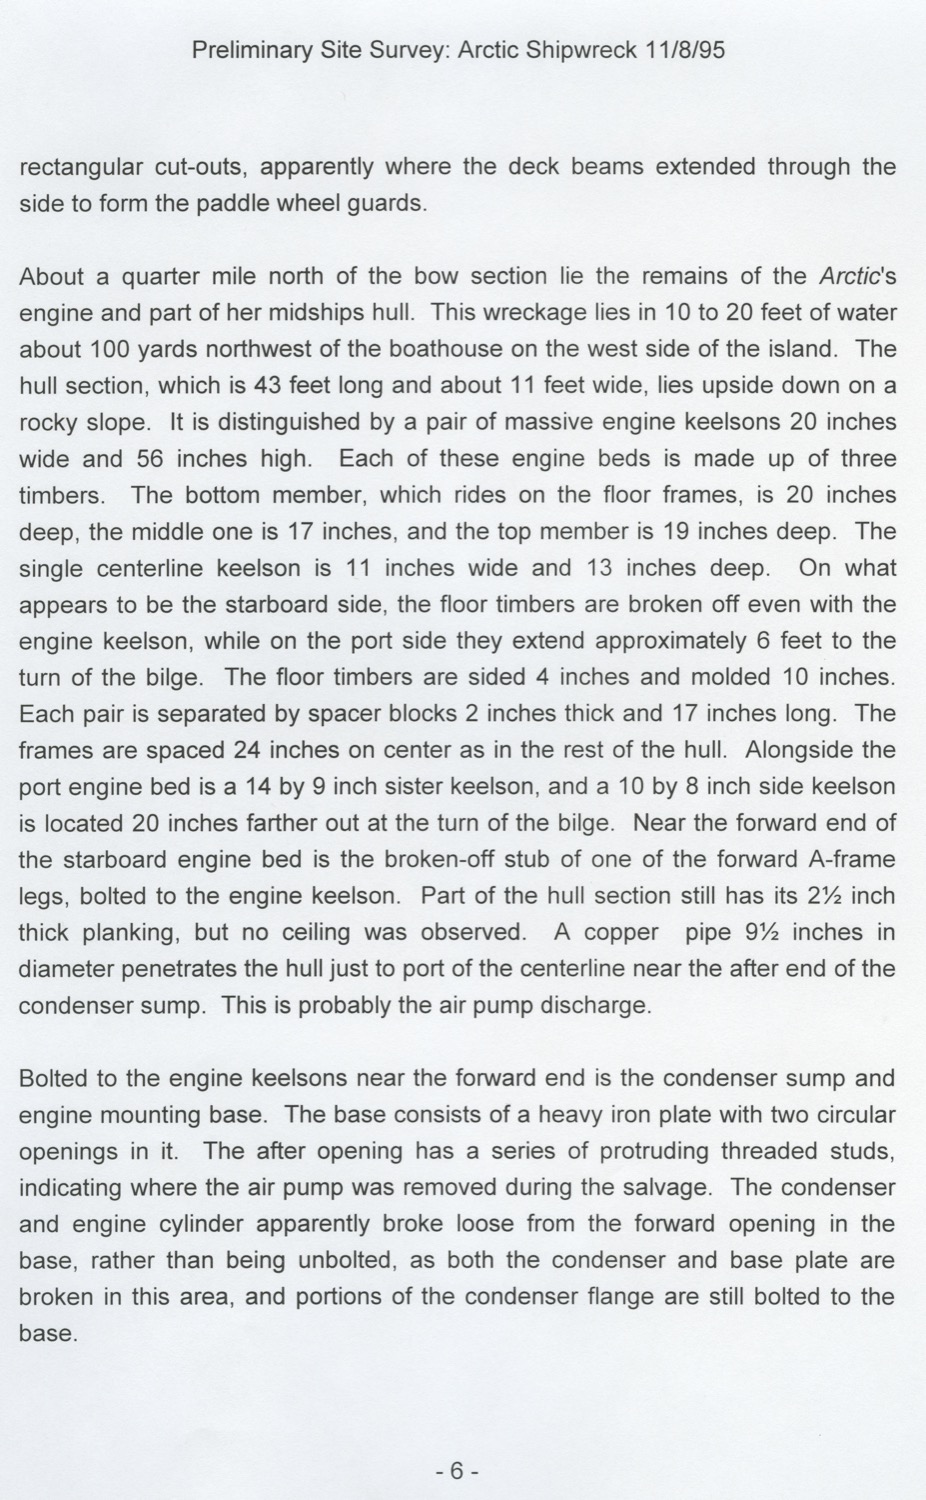 Preliminary Site Survey: Arctic Shipwreck 11/8/95
rectangular cut-outs, apparently where the deck beams extended through the
side to form the paddle wheel guards.
About a quarter mile north of the bow section lie the remains of the Arctic's
engine and part of her midships hull. This wreckage lies in 10 to 20 feet of water
about 100 yards northwest of the boathouse on the west side of the island. The
hull section, which is 43 feet long and about 11 feet wide, lies upside down on a
rocky slope. It is distinguished by a pair of massive engine keelsons 20 inches
wide and 56 inches high. Each of these engine beds is made up of three
timbers. The bottom member, which rides on the floor frames, is 20 inches
deep, the middle one is 17 inches, and the top member is 19 inches deep. The
single centerline keelson is 11 inches wide and 13 inches deep. On what
appears to be the starboard side, the floor timbers are broken off even with the
engine keelson, while on the port side they extend approximately 6 feet to the
turn of the bilge. The floor timbers are sided 4 inches and molded 10 inches.
Each pair is separated by spacer blocks 2 inches thick and 17 inches long. The
frames are spaced 24 inches on center as in the rest of the hull. Alongside the
port engine bed is a 14 by 9 inch sister keelson, and a 10 by 8 inch side keelson
is located 20 inches farther out at the turn of the bilge. Near the forward end of
the starboard engine bed is the broken-off stub of one of the forward A-frame
legs, bolted to the engine keelson. Part of the hull section still has its 2½ inch
thick planking, but no ceiling was observed. A copper pipe 9½ inches in
diameter penetrates the hull just to port of the centerline near the after end of the
condenser sump. This is probably the air pump discharge.
Bolted to the engine keelsons near the forward end is the condenser sump and
engine mounting base. The base consists of a heavy iron plate with two circular
openings in it. The after opening has a series of protruding threaded studs,
indicating where the air pump was removed during the salvage. The condenser
and engine cylinder apparently broke loose from the forward opening in the
base, rather than being unbolted, as both the condenser and base plate are
broken in this area, and portions of the condenser flange are still bolted to the
base.
- 6 -